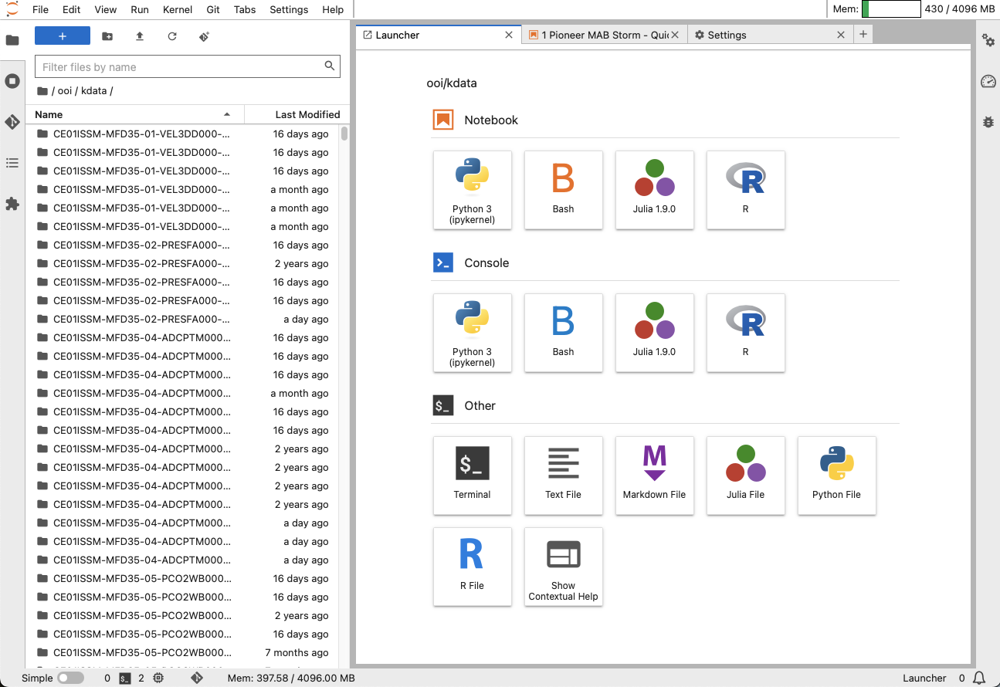 File Edit View Run Kernel Git Tabs Settings Help
Mem: 430 / 4096 MB
+
Filter files by name
/ ooi / kdata /
Name Last Modified
CE01ISSM-MFD35-01-VEL3DD000-... 16 days ago
CE01ISSM-MFD35-01-VEL3DD000-... 16 days ago
CE01ISSM-MFD35-01-VEL3DD000-... 16 days ago
CE01ISSM-MFD35-01-VEL3DD000-... a month ago
CE01ISSM-MFD35-01-VEL3DD000-... a month ago
CE01ISSM-MFD35-01-VEL3DD000-... a month ago
CE01ISSM-MFD35-02-PRESFA000-... 16 days ago
CE01ISSM-MFD35-02-PRESFA000-... 2 years ago
CE01ISSM-MFD35-02-PRESFA000-... 16 days ago
CE01ISSM-MFD35-02-PRESFA000-... 16 days ago
CE01ISSM-MFD35-02-PRESFA000-... a day ago
CE01ISSM-MFD35-04-ADCPTM000... 16 days ago
CE01ISSM-MFD35-04-ADCPTM000... 16 days ago
CE01ISSM-MFD35-04-ADCPTM000... 16 days ago
CE01ISSM-MFD35-04-ADCPTM000... a month ago
CE01ISSM-MFD35-04-ADCPTM000... 16 days ago
CE01ISSM-MFD35-04-ADCPTM000... 16 days ago
CE01ISSM-MFD35-04-ADCPTM000... 2 years ago
CE01ISSM-MFD35-04-ADCPTM000... 2 years ago
CE01ISSM-MFD35-04-ADCPTM000... 2 years ago
CE01ISSM-MFD35-04-ADCPTM000... 2 years ago
CE01ISSM-MFD35-04-ADCPTM000... a day ago
CE01ISSM-MFD35-04-ADCPTM000... a day ago
CE01ISSM-MFD35-04-ADCPTM000... a day ago
CE01ISSM-MFD35-05-PCO2WB000... 16 days ago
CE01ISSM-MFD35-05-PCO2WB000... 16 days ago
CE01ISSM-MFD35-05-PCO2WB000... 2 years ago
CE01ISSM-MFD35-05-PCO2WB000... 16 days ago
CE01ISSM-MFD35-05-PCO2WB000... 7 months ago
Launcher 1 Pioneer MAB Storm - Quic Settings +
ooi/kdata
Notebook
Python 3
(ipykernel)
B
Bash
Julia 1.9.0
R
R
>_ Console
Python 3
(ipykernel)
B
Bash
Julia 1.9.0
R
R
$_ Other
$_
Terminal
Text File
M
Markdown File
Julia File
Python File
R
R File
Show
Contextual Help
Simple 0 $_ 2 Mem: 397.58 / 4096.00 MB Launcher 0